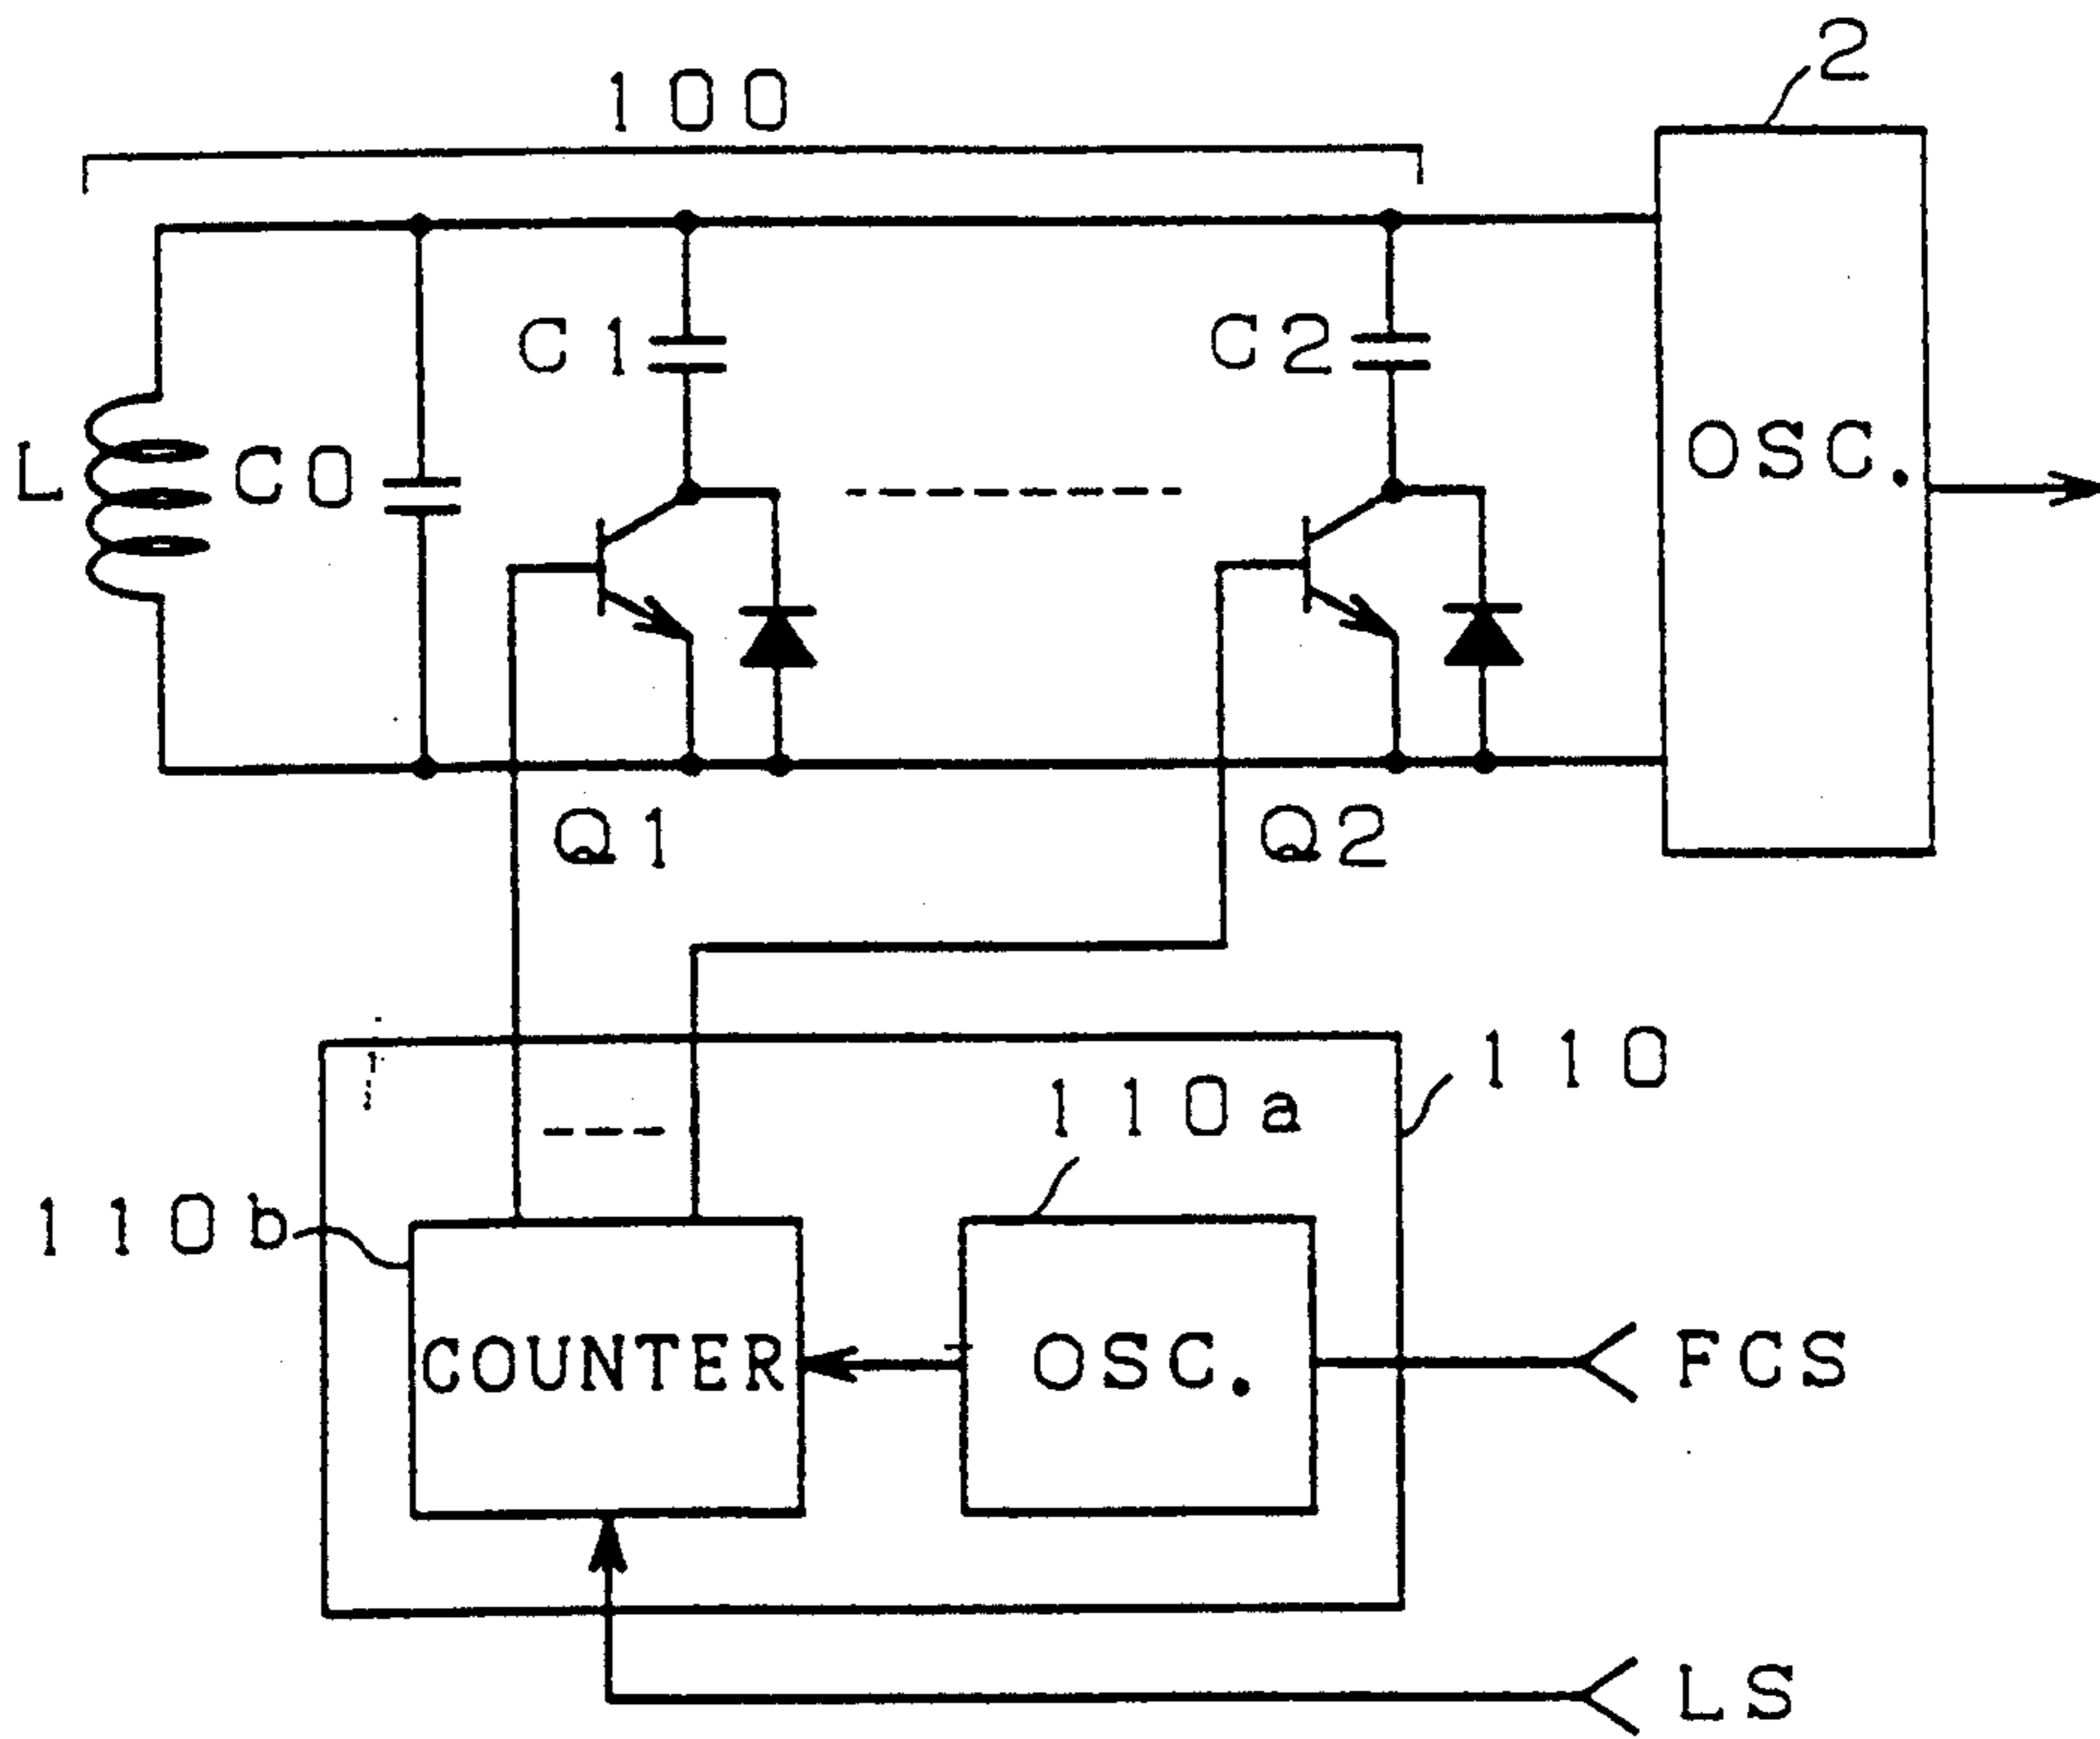 2
100
C1
C2
L
C0
OSC.
Q1
Q2
110
110a
110b
COUNTER
OSC.
FCS
LS